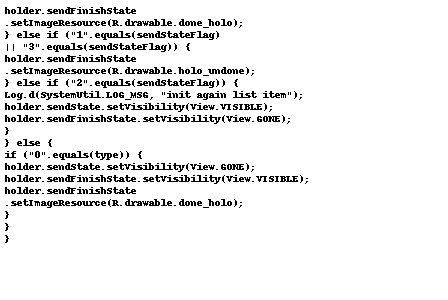 holder.sendFinishState
.setImageResource(R.drawable.done_holo);
} else if ("1".equals(sendStateFlag)
|| "3".equals(sendStateFlag)) {
holder.sendFinishState
.setImageResource(R.drawable.holo_undone);
} else if ("2".equals(sendStateFlag)) {
Log.d(SystemUtil.LOG_MSG, "init again list item");
holder.sendState.setVisibility(View.VISIBLE);
holder.sendFinishState.setVisibility(View.GONE);
}
} else {
if ("0".equals(type)) {
holder.sendState.setVisibility(View.GONE);
holder.sendFinishState.setVisibility(View.VISIBLE);
holder.sendFinishState
.setImageResource(R.drawable.done_holo);
}
}
}